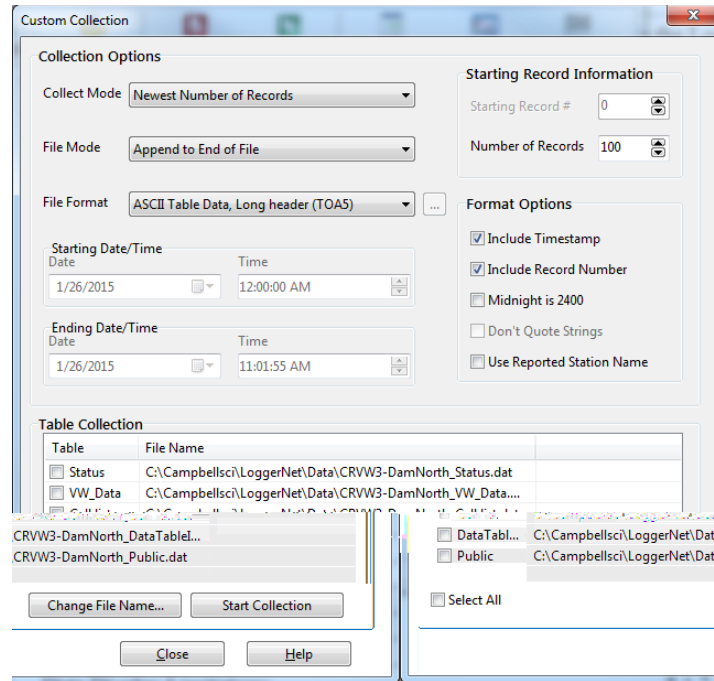 Custom Collection
Collection Options
Collect Mode Newest Number of Records
File Mode Append to End of File
File Format ASCII Table Data, Long header (TOA5) ...
Starting Date/Time
Date Time
1/26/2015 12:00:00 AM
Ending Date/Time
Date Time
1/26/2015 11:01:55 AM
Starting Record Information
Starting Record # 0
Number of Records 100
Format Options
Include Timestamp
Include Record Number
Midnight is 2400
Don't Quote Strings
Use Reported Station Name
Table Collection
Table File Name
Status C:\Campbellsci\LoggerNet\Data\CRVW3-DamNorth_Status.dat
VW_Data C:\Campbellsci\LoggerNet\Data\CRVW3-DamNorth_VW_Data....
CRVW3-DamNorth_DataTableI...
CRVW3-DamNorth_Public.dat
Change File Name... Start Collection
Close Help
DataTabl... C:\Campbellsci\LoggerNet\Dat
Public C:\Campbellsci\LoggerNet\Dat
Select All